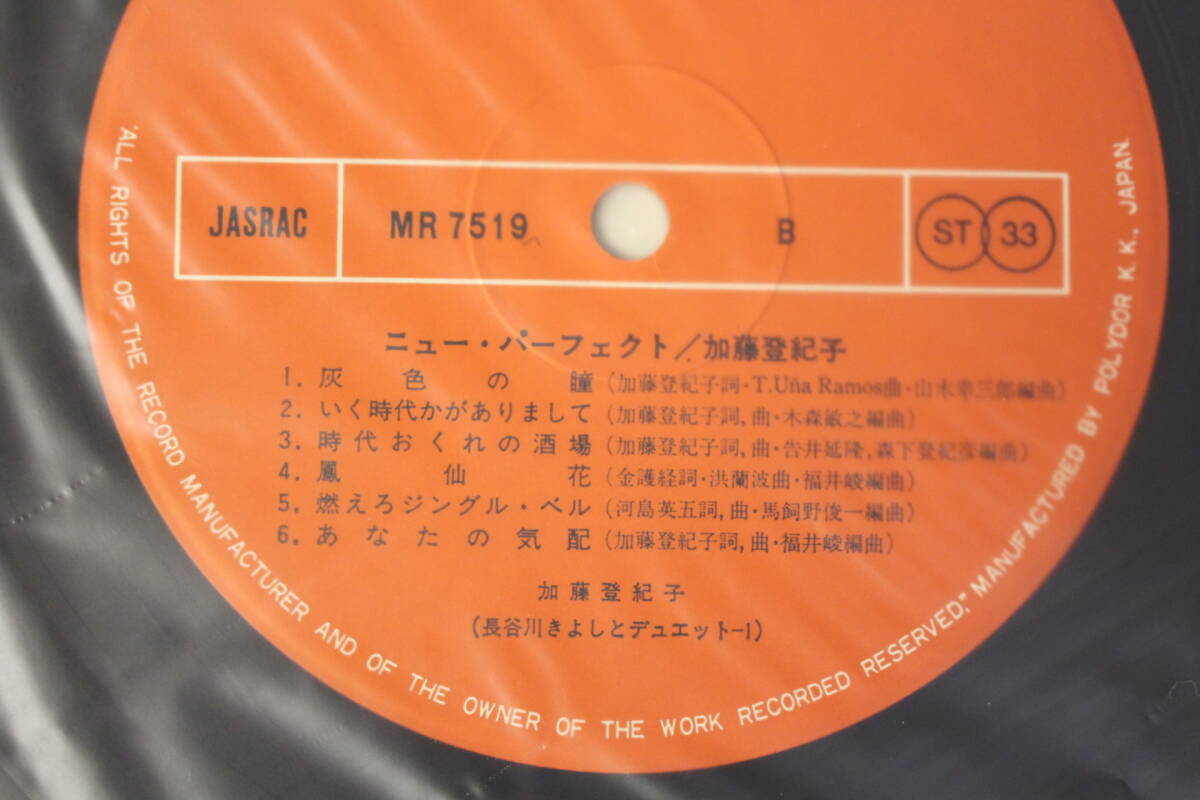 JASRAC MR 7519 B ST 33
ニュー・パーフェクト／加藤登紀子
1. 灰色の瞳（加藤登紀子詞・T.Uña Ramos曲・山木幸三郎編曲）
2. いく時代かがありまして（加藤登紀子詞, 曲・木森敏之編曲）
3. 時代おくれの酒場（加藤登紀子詞, 曲・告井延隆, 森下登紀彦編曲）
4. 鳳仙花（金護経詞・洪蘭波曲・福井崚編曲）
5. 燃えろジングル・ベル（河島英五詞, 曲・馬飼野俊一編曲）
6. あなたの気配（加藤登紀子詞, 曲・福井崚編曲）
加藤登紀子
（長谷川きよしとデュエット-1）
"ALL RIGHTS OF THE RECORD MANUFACTURER AND OF THE OWNER OF THE WORK RECORDED RESERVED," MANUFACTURED BY POLYDOR K. K., JAPAN.